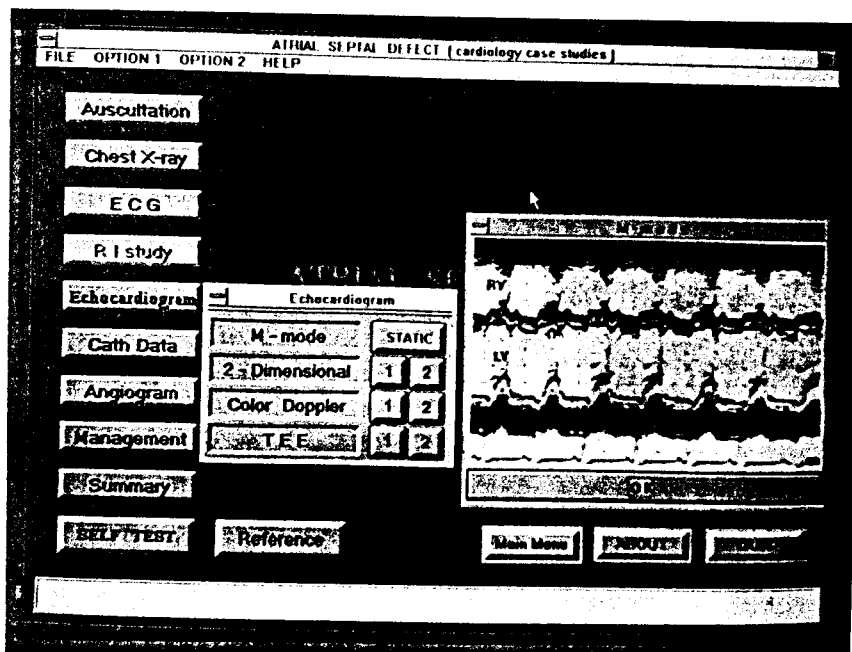 ATRIAL SEPTAL DEFECT ( cardiology case studies )
FILE OPTION 1 OPTION 2 HELP
Auscultation
Chest X-ray
E C G
R I study
Echocardiogram
Cath Data
Angiogram
Management
Summary
SELF TEST
Reference
Echocardiogram
M - mode STATIC
2 - Dimensional 1 2
Color Doppler 1 2
T E E 1 2
RV
LV
OK
Main Menu
ABOUT